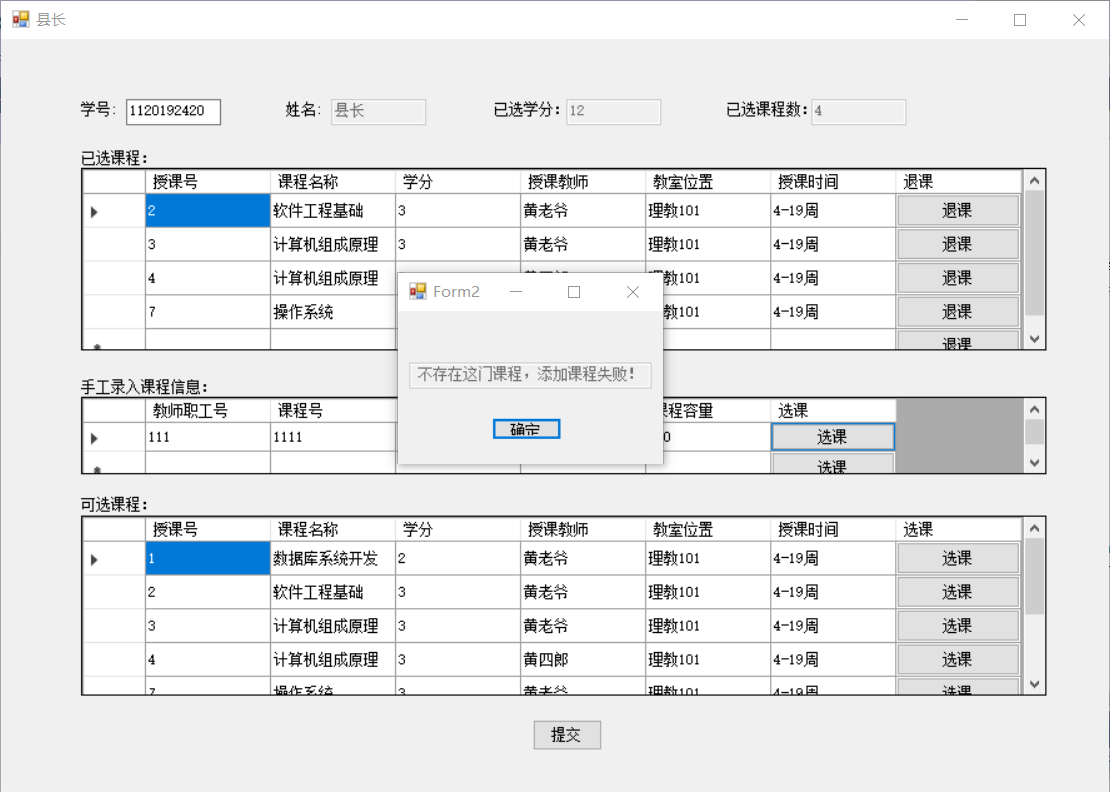 县长
学号: 1120192420 姓名: 县长 已选学分: 12 已选课程数: 4
已选课程:
授课号 课程名称 学分 授课教师 教室位置 授课时间 退课
2 软件工程基础 3 黄老爷 理教101 4-19周 退课
3 计算机组成原理 3 黄老爷 理教101 4-19周 退课
4 计算机组成原理 理教101 4-19周 退课
7 操作系统 理教101 4-19周 退课
退课
Form2
不存在这门课程，添加课程失败!
确定
手工录入课程信息:
教师职工号 课程号 课程容量 选课
111 1111 选课
选课
可选课程:
授课号 课程名称 学分 授课教师 教室位置 授课时间 选课
1 数据库系统开发 2 黄老爷 理教101 4-19周 选课
2 软件工程基础 3 黄老爷 理教101 4-19周 选课
3 计算机组成原理 3 黄老爷 理教101 4-19周 选课
4 计算机组成原理 3 黄四郎 理教101 4-19周 选课
7 操作系统 3 黄老爷 理教101 4-19周 选课
提交